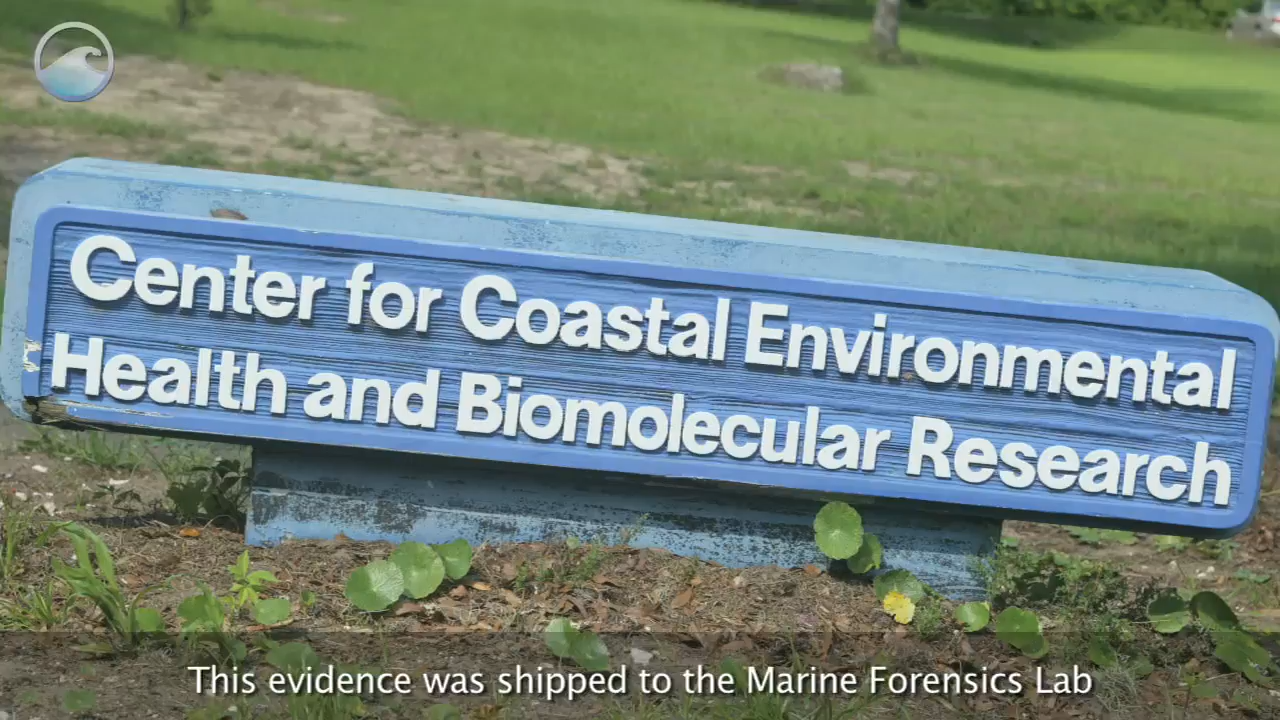 Center for Coastal Environmental
Health and Biomolecular Research
This evidence was shipped to the Marine Forensics Lab